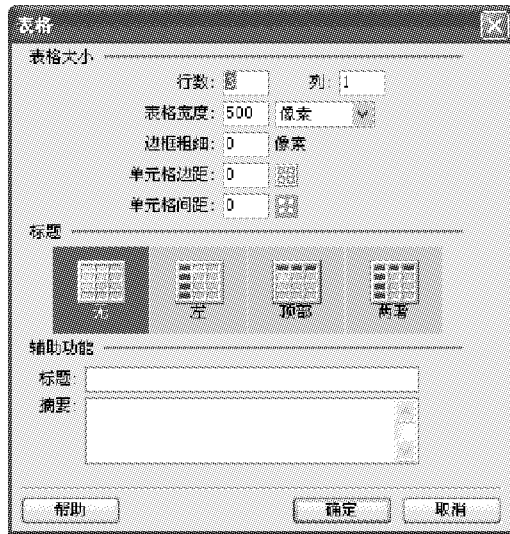 表格
表格大小
行数: 3 列: 1
表格宽度: 500 像素
边框粗细: 0 像素
单元格边距: 0
单元格间距: 0
标题
无 左 顶部 两者
辅助功能
标题:
摘要:
帮助 确定 取消